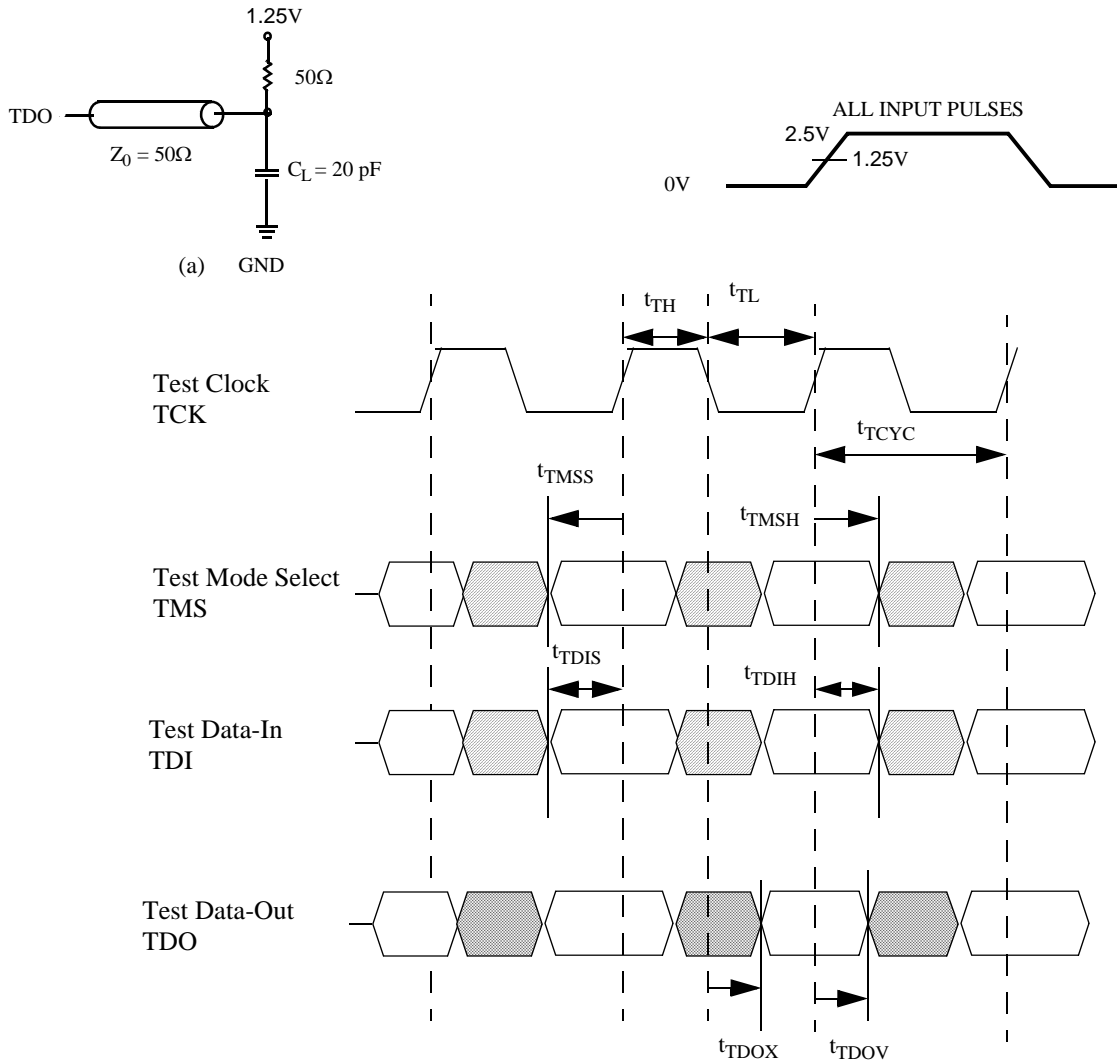 1.25V
50Ω
TDO
Z0 = 50Ω
CL = 20 pF
(a) GND
ALL INPUT PULSES
2.5V
1.25V
0V
tTH
tTL
Test Clock
TCK
tTCYC
tTMSS
tTMSH
Test Mode Select
TMS
tTDIS
tTDIH
Test Data-In
TDI
Test Data-Out
TDO
tTDOX
tTDOV